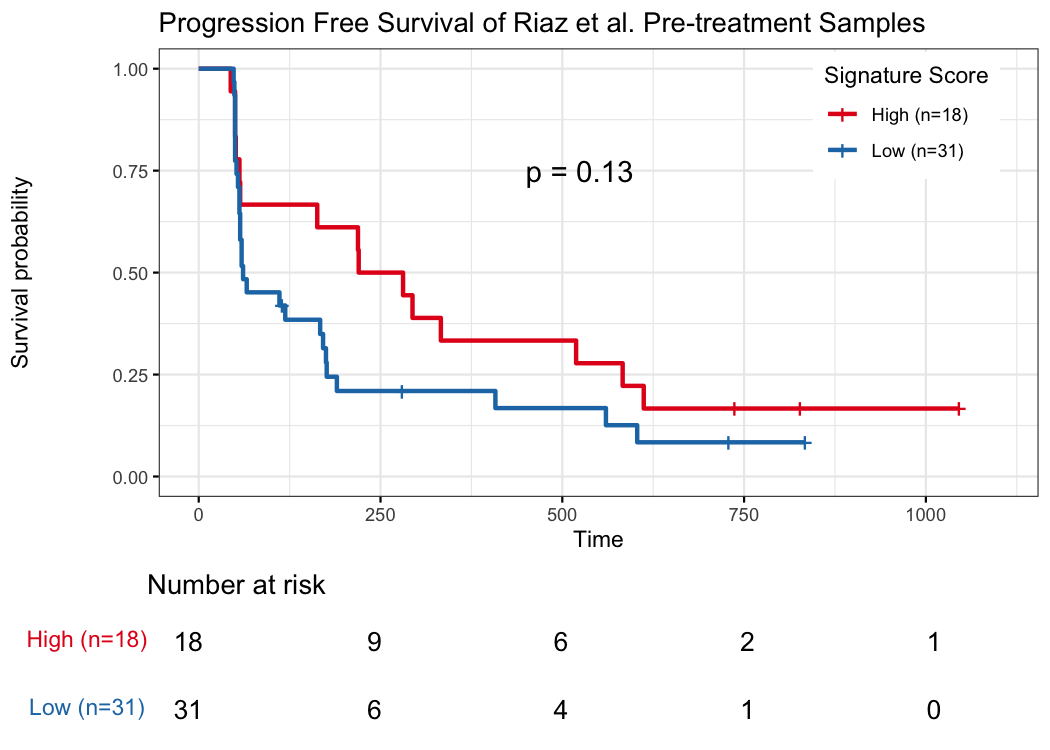 Progression Free Survival of Riaz et al. Pre-treatment Samples
Signature Score
High (n=18)
Low (n=31)
p = 0.13
Survival probability
1.00
0.75
0.50
0.25
0.00
0 250 500 750 1000
Time
Number at risk
High (n=18) 18 9 6 2 1
Low (n=31) 31 6 4 1 0